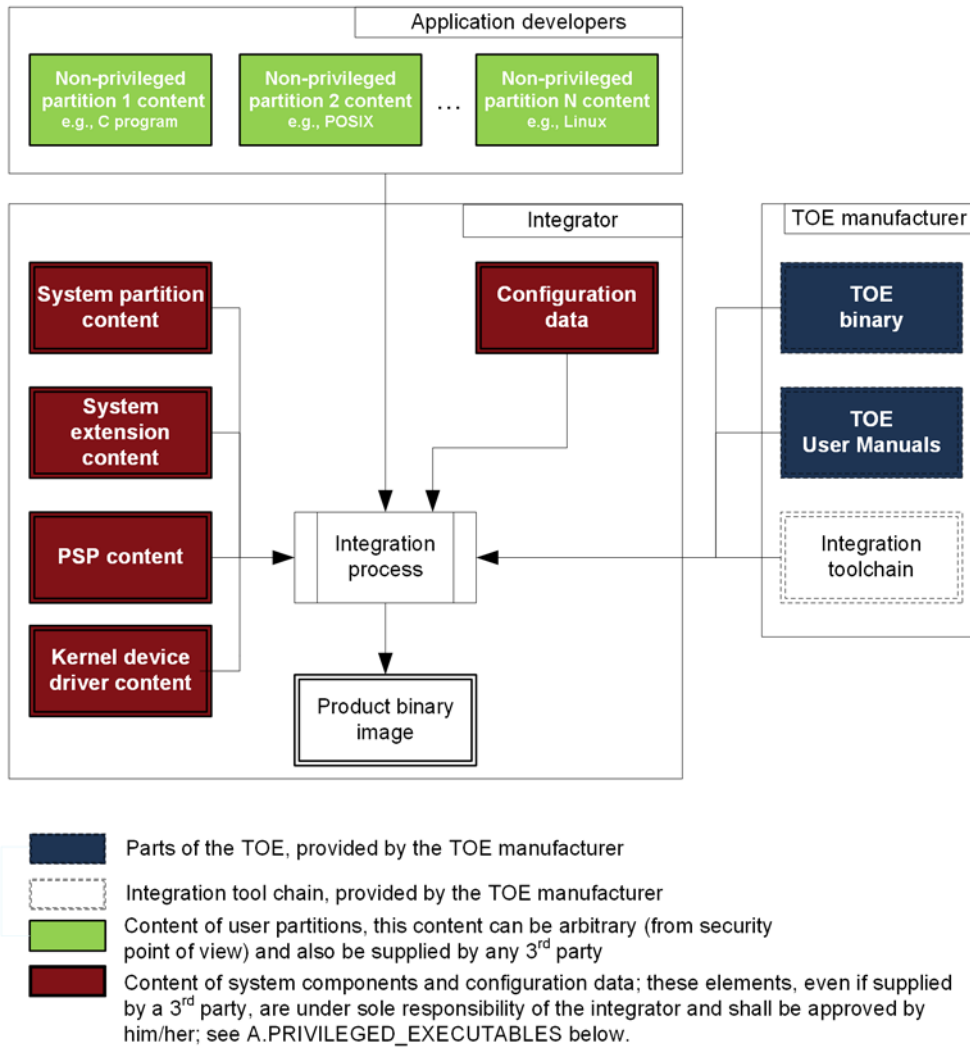 Application developers
Non-privileged
partition 1 content
e.g., C program
Non-privileged
partition 2 content
e.g., POSIX
...
Non-privileged
partition N content
e.g., Linux
Integrator
TOE manufacturer
System partition
content
Configuration
data
TOE
binary
System
extension
content
TOE
User Manuals
PSP content
Integration
process
Integration
toolchain
Kernel device
driver content
Product binary
image
Parts of the TOE, provided by the TOE manufacturer
Integration tool chain, provided by the TOE manufacturer
Content of user partitions, this content can be arbitrary (from security
point of view) and also be supplied by any 3rd party
Content of system components and configuration data; these elements, even if supplied
by a 3rd party, are under sole responsibility of the integrator and shall be approved by
him/her; see A.PRIVILEGED_EXECUTABLES below.